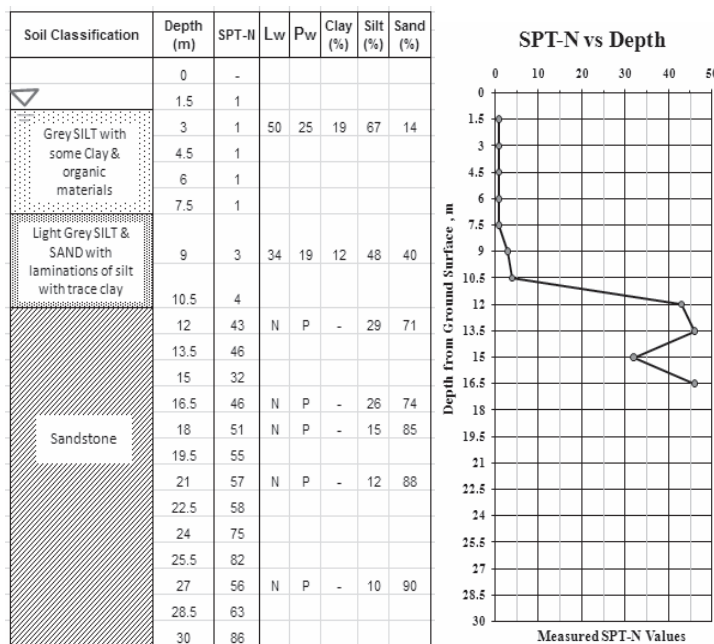 Soil Classification Depth (m) SPT-N Lw Pw Clay (%) Silt (%) Sand (%)
0 -
1.5 1
3 1 50 25 19 67 14
4.5 1
6 1
7.5 1
Grey SILT with
some Clay &
organic
materials
Light Grey SILT &
SAND with
laminations of silt
with trace clay
9 3 34 19 12 48 40
10.5 4
12 43 N P - 29 71
13.5 46
15 32
16.5 46 N P - 26 74
18 51 N P - 15 85
Sandstone
19.5 55
21 57 N P - 12 88
22.5 58
24 75
25.5 82
27 56 N P - 10 90
28.5 63
30 86
SPT-N vs Depth
0 10 20 30 40
0
1.5
3
4.5
6
7.5
9
10.5
12
13.5
15
16.5
18
19.5
21
22.5
24
25.5
27
28.5
30
Depth from Ground Surface , m
Measured SPT-N Values